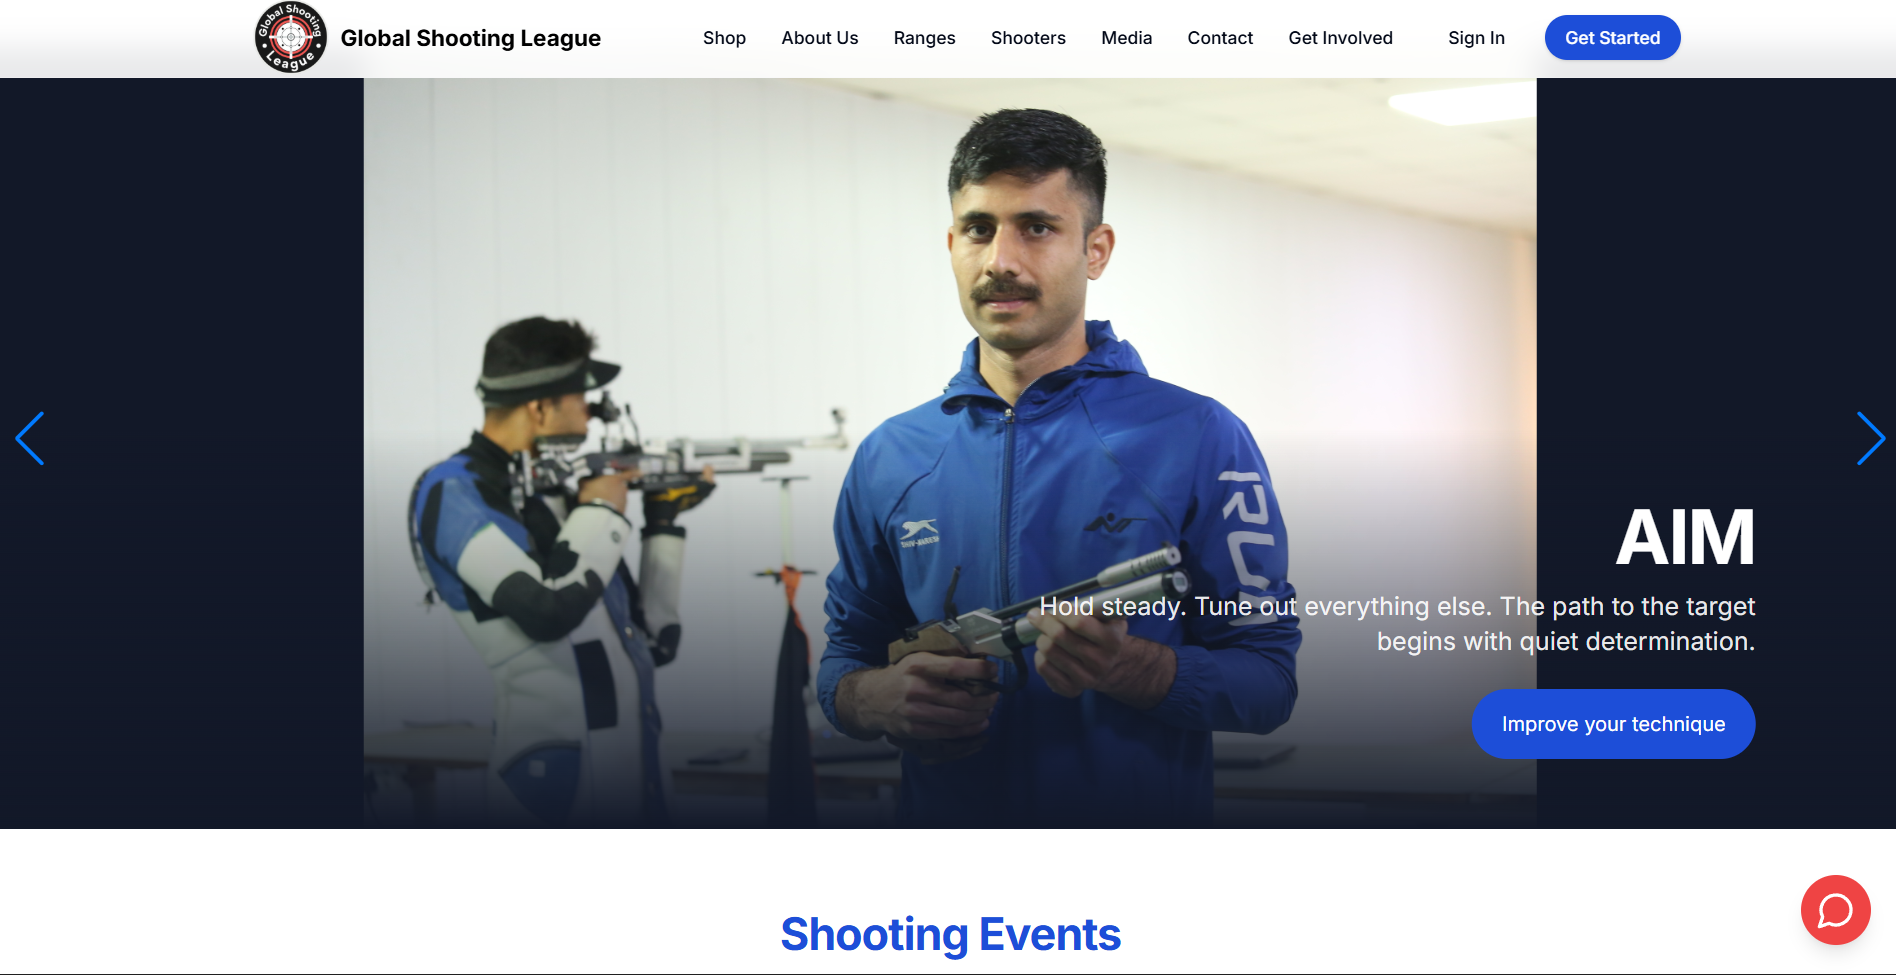 Global Shooting
League
Global Shooting League
Shop
About Us
Ranges
Shooters
Media
Contact
Get Involved
Sign In
Get Started
SHIV-NARESH
AIM
Hold steady. Tune out everything else. The path to the target
begins with quiet determination.
Improve your technique
Shooting Events